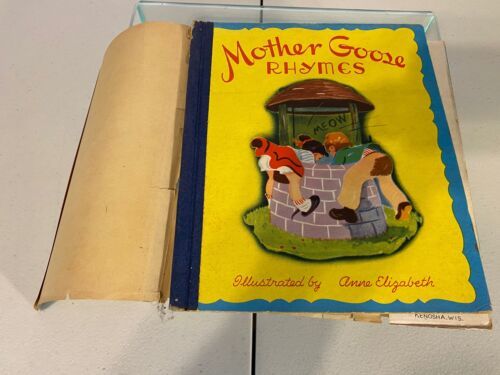 Mother Goose
RHYMES
MEOW
Illustrated by Anne Elizabeth
KENOSHA, WIS.